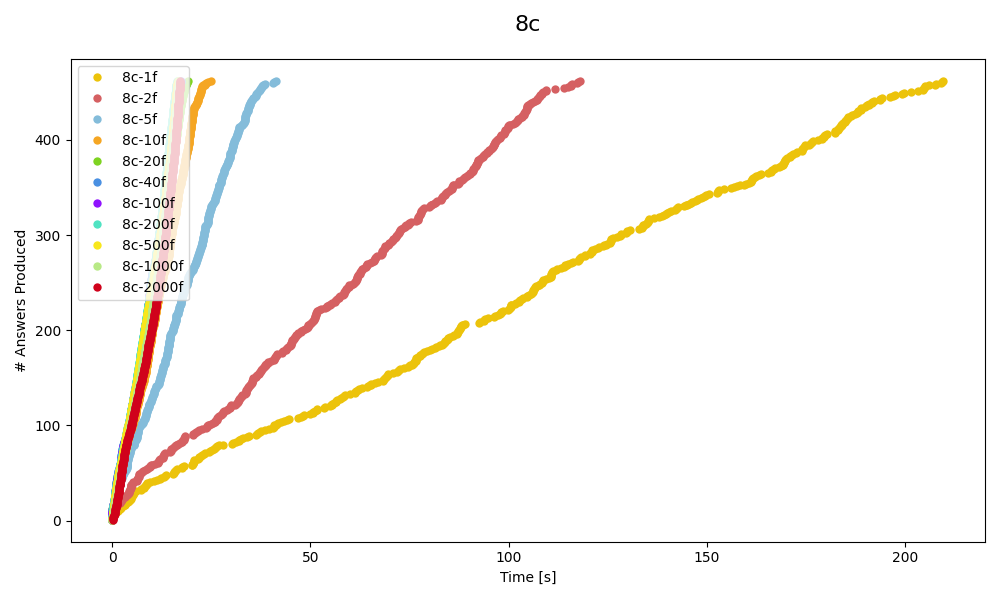 8c
8c-1f
8c-2f
8c-5f
8c-10f
8c-20f
8c-40f
8c-100f
8c-200f
8c-500f
8c-1000f
8c-2000f
# Answers Produced
400
300
200
100
0
0 50 100 150 200
Time [s]